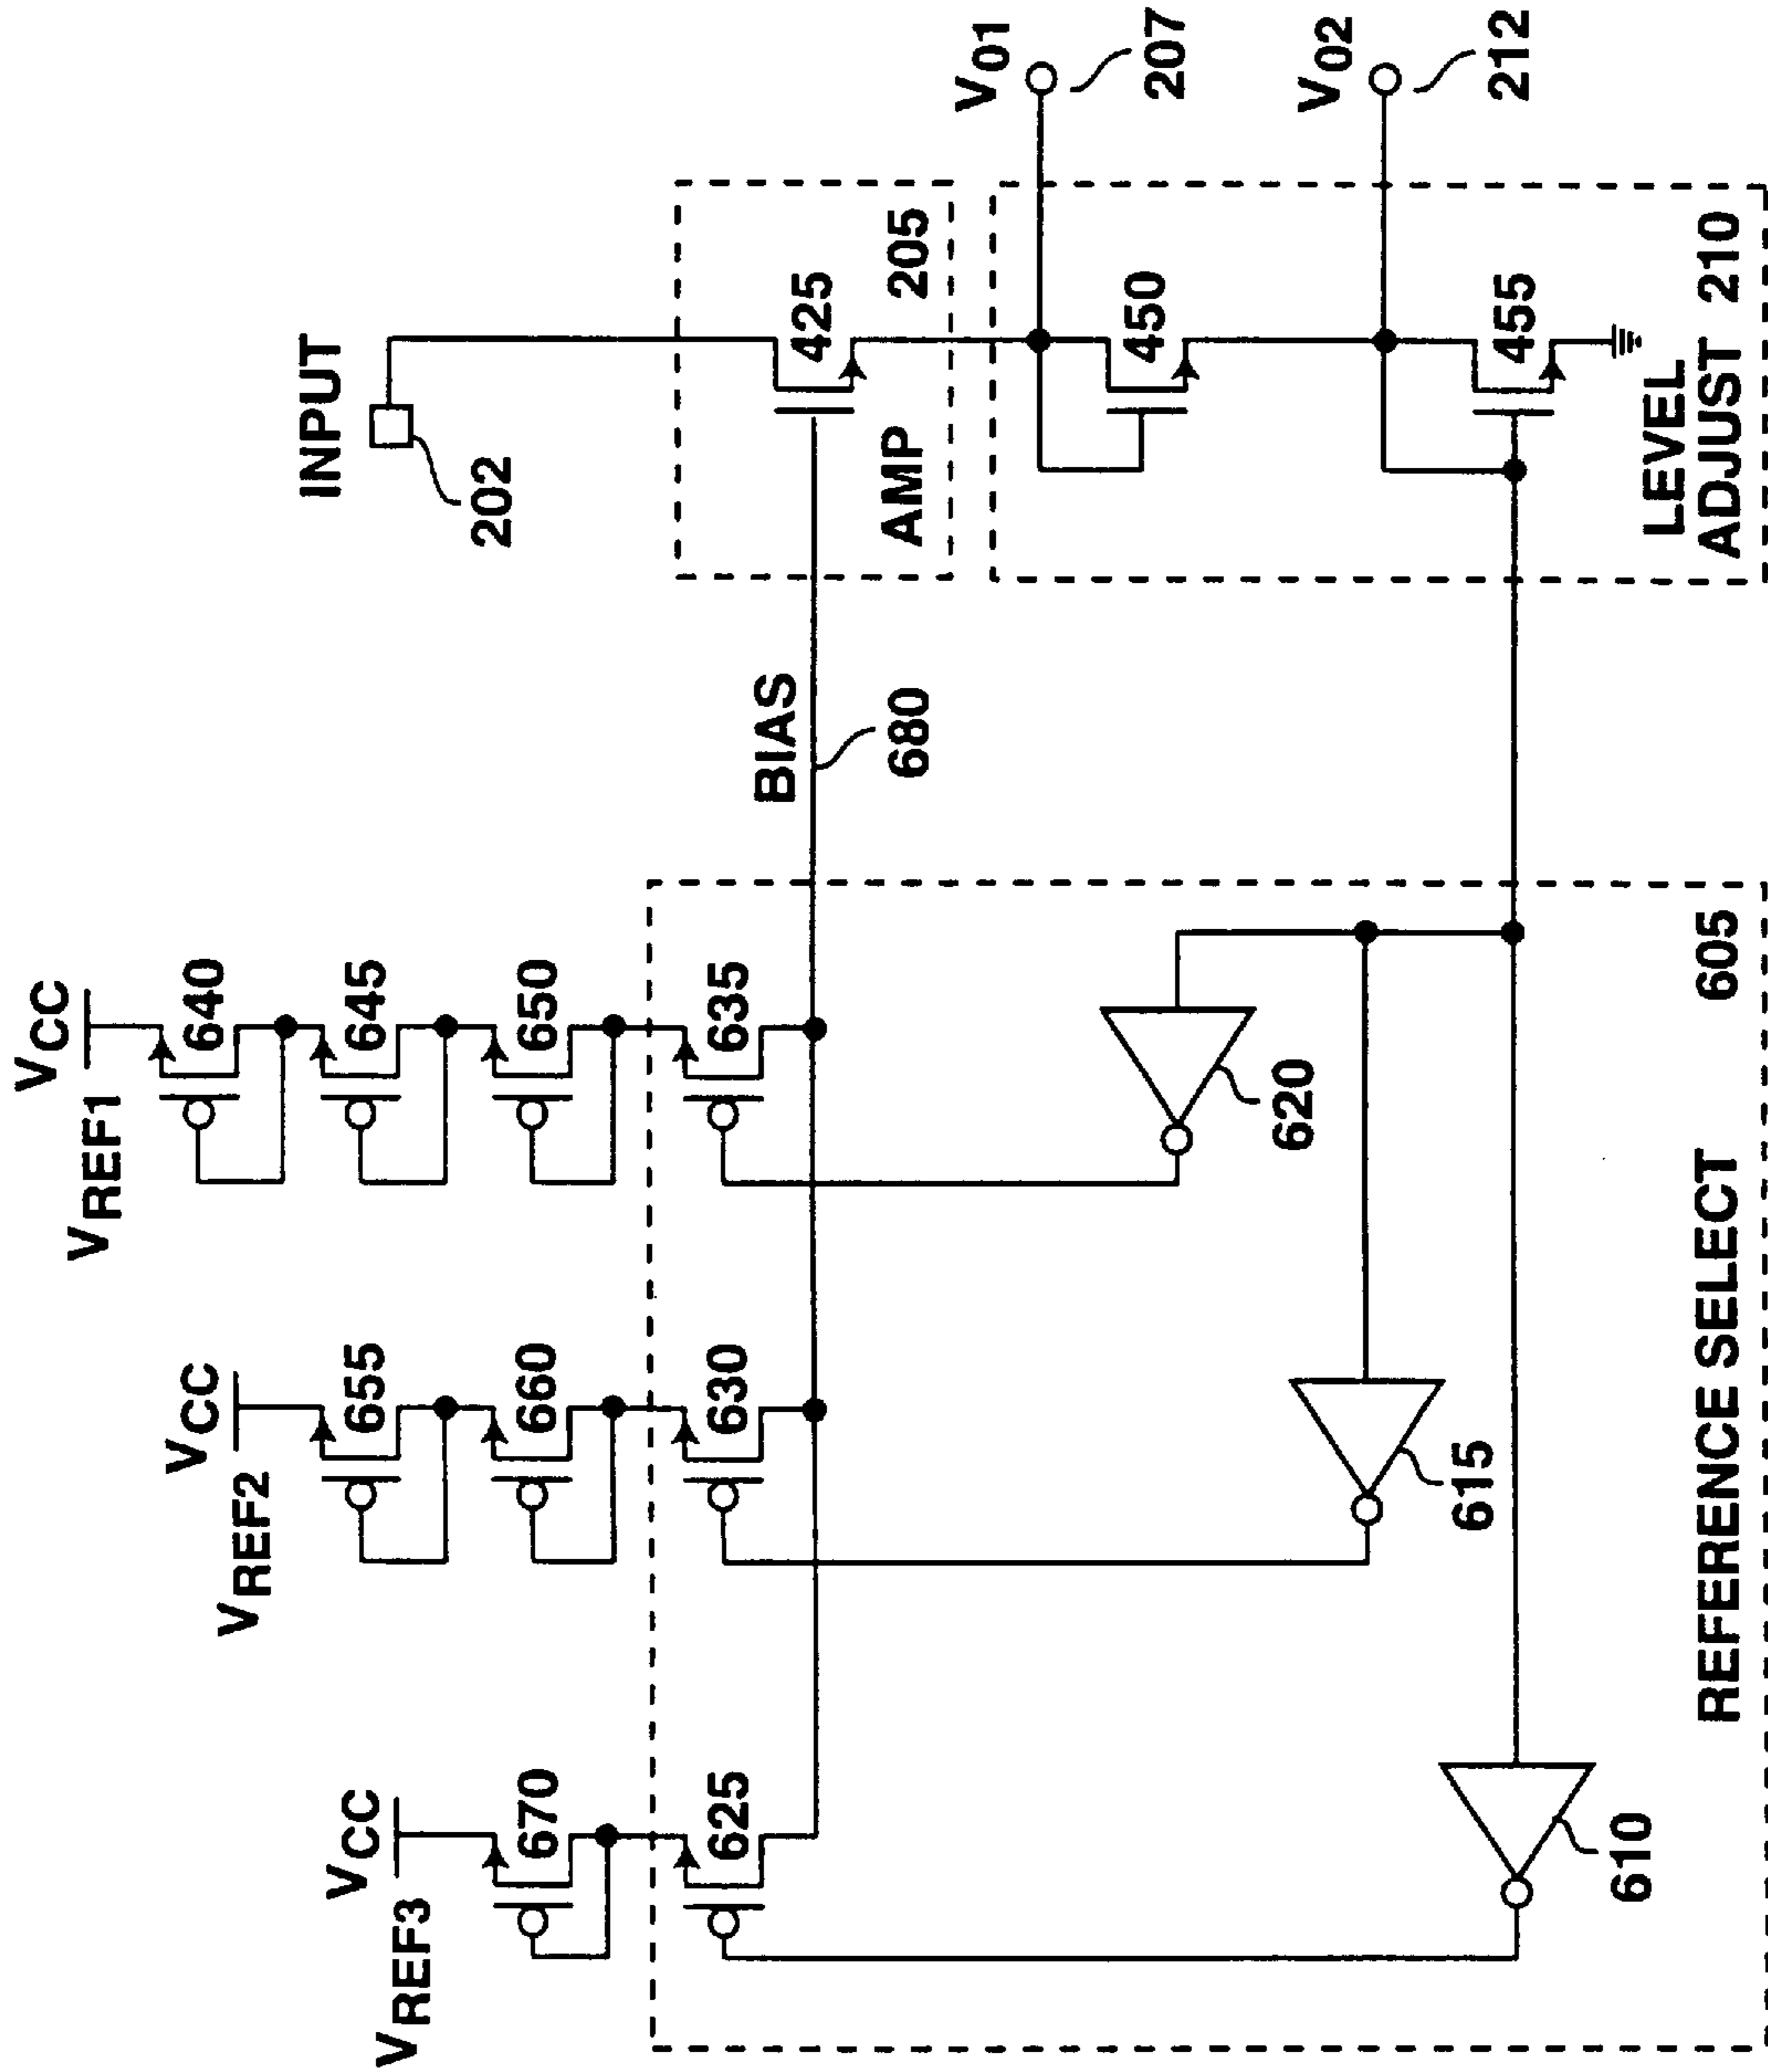 INPUT
202
AMP
425
205
V01
207
450
V02
212
455
LEVEL
ADJUST 210
BIAS
680
VCC
VREF1
640
645
650
635
VCC
VREF2
655
660
630
VCC
VREF3
670
625
620
615
610
REFERENCE SELECT
605